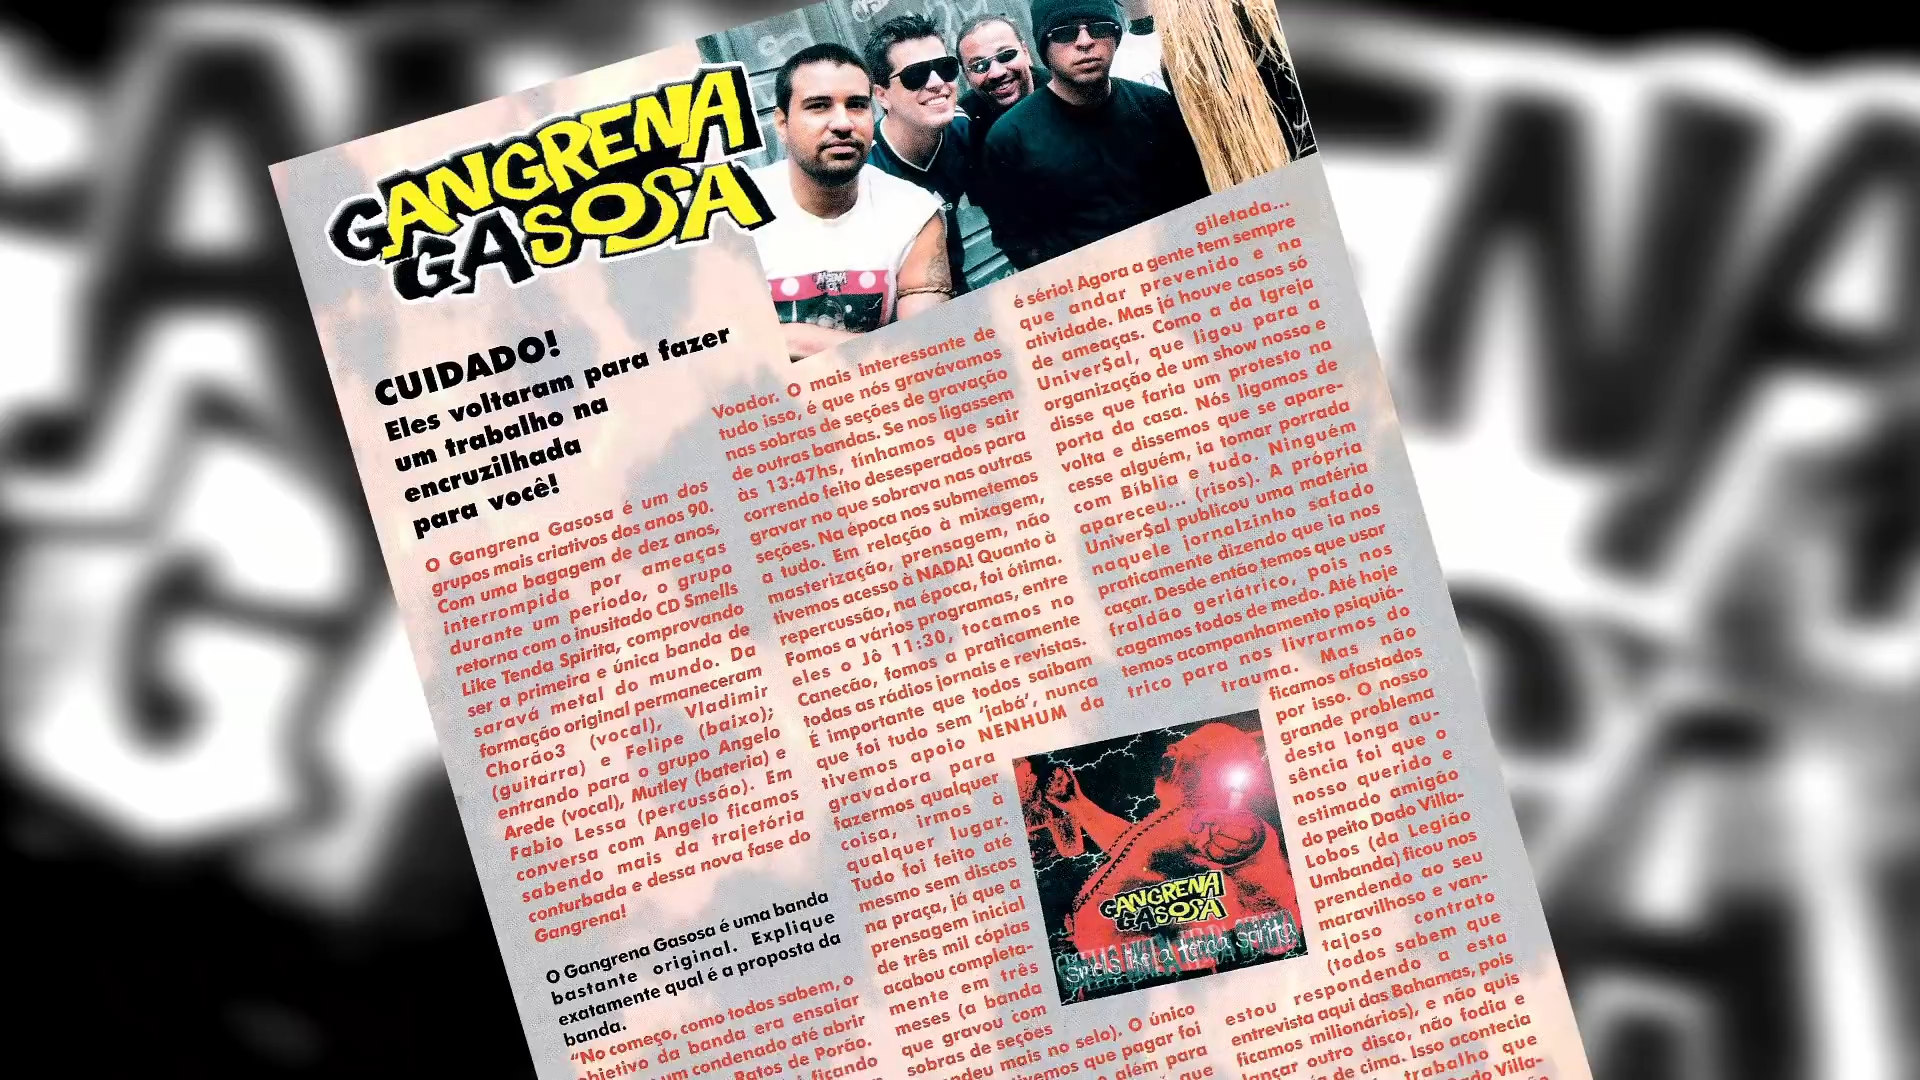 GANGRENA
GASOSA
CUIDADO!
Eles voltaram para fazer
um trabalho na
encruzilhada
para você!
O Gangrena Gasosa é um dos
grupos mais criativos dos anos 90.
Com uma bagagem de dez anos,
interrompida por ameaças
durante um período, o grupo
retorna com o inusitado CD Smells
Like Tenda Spirita, comprovando
ser a primeira e única banda de
saravá metal do mundo. Da
formação original permaneceram
Chorão3 (vocal), Vladimir
(guitarra) e Felipe (baixo);
entrando para o grupo Angelo
Arede (vocal), Mutley (bateria) e
Fabio Lessa (percussão). Em
conversa com Angelo ficamos
sabendo mais da trajetória
conturbada e dessa nova fase do
Gangrena!
O Gangrena Gasosa é uma banda
bastante original. Explique
exatamente qual é a proposta da
banda.
"No começo, como todos sabem, o
objetivo da banda era ensaiar
um condenado até abrir
Ratos de Porão.
ficando
Voador. O mais interessante de
tudo isso, é que nós gravávamos
nas sobras de seções de gravação
de outras bandas. Se nos ligassem
às 13:47hs, tínhamos que sair
correndo feito desesperados para
gravar no que sobrava nas outras
seções. Na época nos submetemos
a tudo. Em relação à mixagem,
masterização, prensagem, não
tivemos acesso à NADA! Quanto à
repercussão, na época, foi ótima.
Fomos a vários programas, entre
eles o Jô 11:30, tocamos no
Canecão, fomos a praticamente
todas as rádios jornais e revistas.
É importante que todos saibam
que foi tudo sem 'jabá', nunca
tivemos apoio NENHUM da
gravadora para
fazermos qualquer
coisa, irmos à
qualquer lugar.
Tudo foi feito até
mesmo sem discos
na praça, já que a
prensagem inicial
de três mil cópias
acabou completa-
mente em três
meses (a banda
que gravou com
sobras de seções
mais no selo). O único
que pagar foi
além para
que
giletada...
é sério! Agora a gente tem sempre
que andar prevenido e na
atividade. Mas já houve casos só
de ameaças. Como a da Igreja
Univer$al, que ligou para a
organização de um show nosso e
disse que faria um protesto na
porta da casa. Nós ligamos de
volta e dissemos que se apare-
cesse alguém, ia tomar porrada
com Bíblia e tudo. Ninguém
apareceu... (risos). A própria
Univer$al publicou uma matéria
naquele jornalzinho safado
praticamente dizendo que ia nos
caçar. Desde então temos que usar
fraldão geriátrico, pois nos
cagamos todos de medo. Até hoje
temos acompanhamento psiquiá-
trico para nos livrarmos do
trauma. Mas não
ficamos afastados
por isso. O nosso
grande problema
desta longa au-
sência foi que o
nosso querido e
estimado amigão
do peito Dado Villa-
Lobos (da Legião
Umbanda) ficou nos
prendendo ao seu
maravilhoso e van-
tajoso contrato
(todos sabem que
estou respondendo a esta
entrevista aqui das Bahamas, pois
ficamos milionários), e não quis
lançar outro disco, não fodia e
de cima. Isso acontecia
trabalho que
Dado Villa-
GANGRENA
GASOSA
smells like a tenda spirita